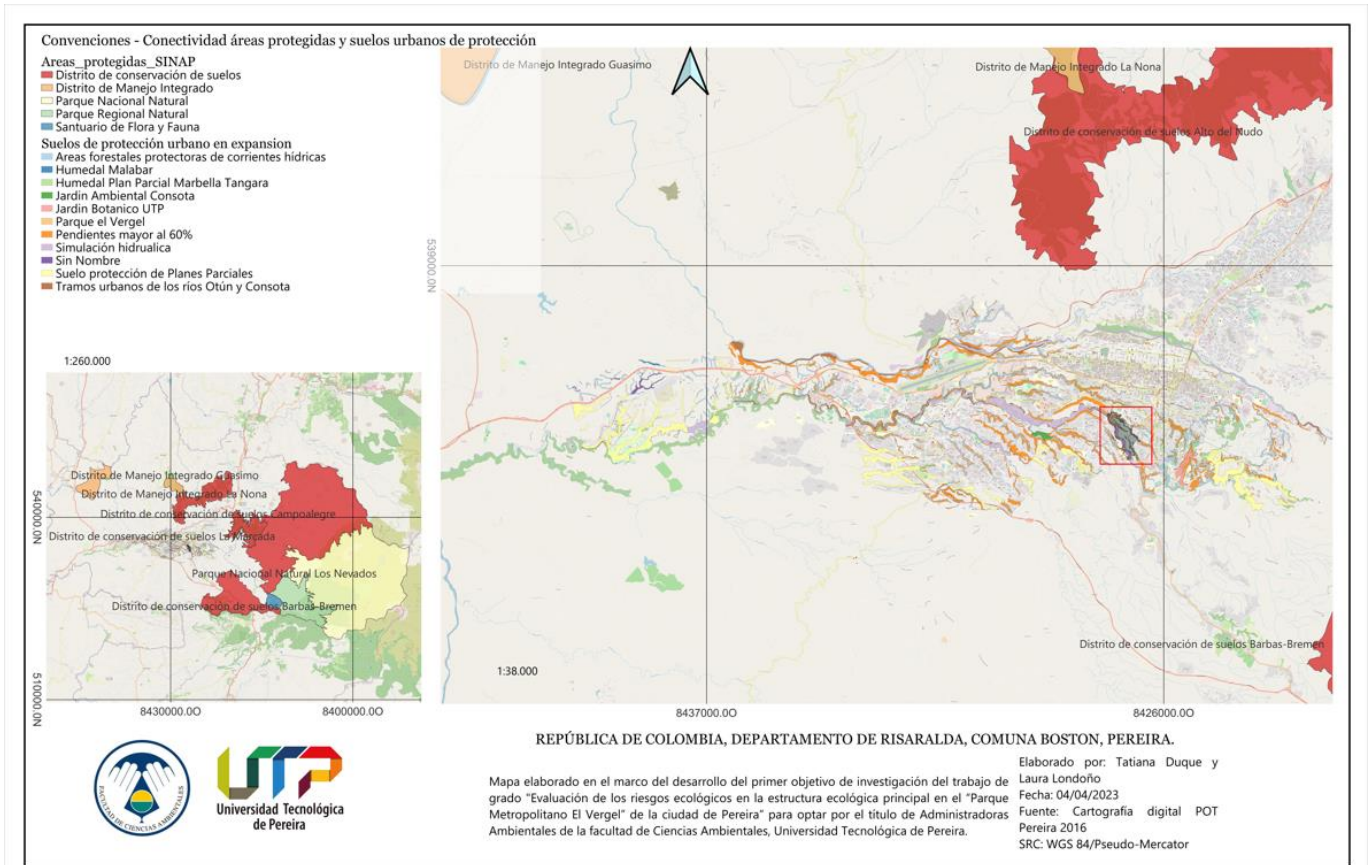 Convenciones - Conectividad áreas protegidas y suelos urbanos de protección
Areas_protegidas_SINAP
Distrito de conservación de suelos
Distrito de Manejo Integrado
Parque Nacional Natural
Parque Regional Natural
Santuario de Flora y Fauna
Suelos de protección urbano en expansion
Areas forestales protectoras de corrientes hídricas
Humedal Malabar
Humedal Plan Parcial Marbella Tangara
Jardin Ambiental Consota
Jardin Botanico UTP
Parque el Vergel
Pendientes mayor al 60%
Simulación hidrualica
Sin Nombre
Suelo protección de Planes Parciales
Tramos urbanos de los ríos Otún y Consota
Distrito de Manejo Integrado Guasimo
Distrito de Manejo Integrado La Nona
Distrito de conservación de suelos Alto del Nudo
539000.0N
Distrito de conservación de suelos Barbas-Bremen
1:38.000
8437000.0O
8426000.0O
1:260.000
Distrito de Manejo Integrado Guasimo
Distrito de Manejo Integrado La Nona
Distrito de conservación de suelos Campoalegre
Distrito de conservación de suelos La Marcada
Parque Nacional Natural Los Nevados
Distrito de conservación de suelos Barbas-Bremen
540000.0N
510000.0N
8430000.0O
8400000.0O
FACULTAD DE CIENCIAS AMBIENTALES
UTP
Universidad Tecnológica
de Pereira
REPÚBLICA DE COLOMBIA, DEPARTAMENTO DE RISARALDA, COMUNA BOSTON, PEREIRA.
Mapa elaborado en el marco del desarrollo del primer objetivo de investigación del trabajo de
grado "Evaluación de los riesgos ecológicos en la estructura ecológica principal en el "Parque
Metropolitano El Vergel" de la ciudad de Pereira" para optar por el titulo de Administradoras
Ambientales de la facultad de Ciencias Ambientales, Universidad Tecnológica de Pereira.
Elaborado por: Tatiana Duque y
Laura Londoño
Fecha: 04/04/2023
Fuente: Cartografía digital POT
Pereira 2016
SRC: WGS 84/Pseudo-Mercator